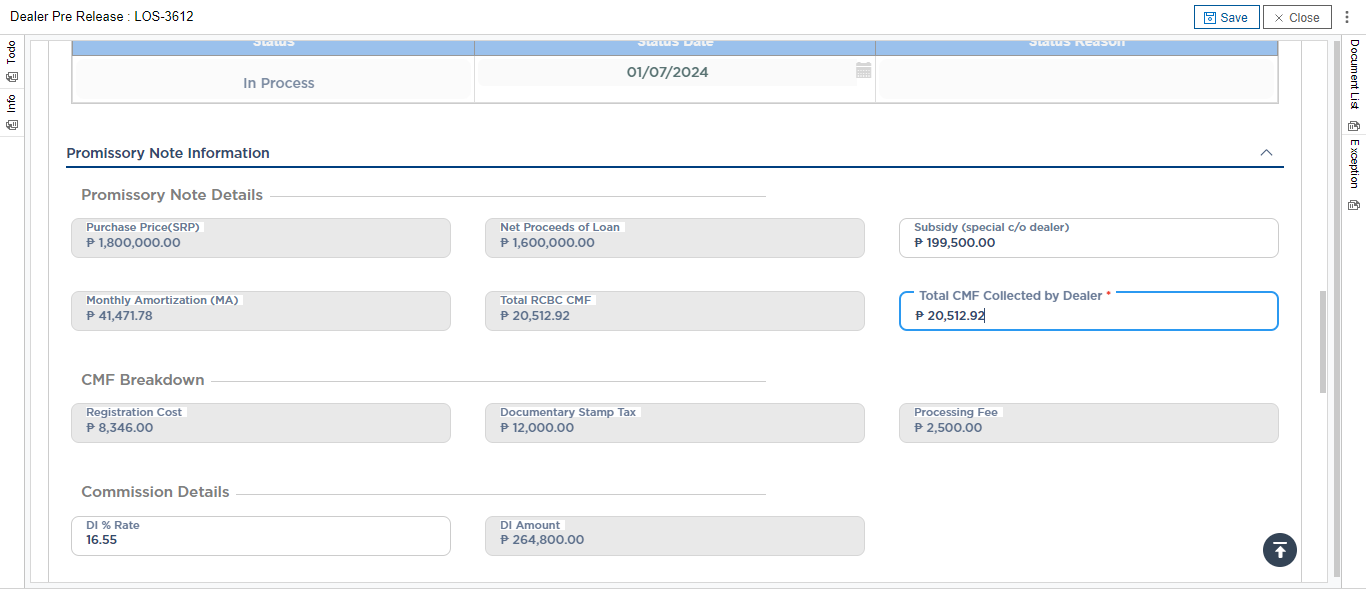 Dealer Pre Release : LOS-3612
Save
Close
Todo
Info
Document List
Exception
Status
Status Date
Status Reason
In Process
01/07/2024
Promissory Note Information
Promissory Note Details
Purchase Price(SRP)
₱ 1,800,000.00
Net Proceeds of Loan
₱ 1,600,000.00
Subsidy (special c/o dealer)
₱ 199,500.00
Monthly Amortization (MA)
₱ 41,471.78
Total RCBC CMF
₱ 20,512.92
Total CMF Collected by Dealer *
₱ 20,512.92
CMF Breakdown
Registration Cost
₱ 8,346.00
Documentary Stamp Tax
₱ 12,000.00
Processing Fee
₱ 2,500.00
Commission Details
DI % Rate
16.55
DI Amount
₱ 264,800.00